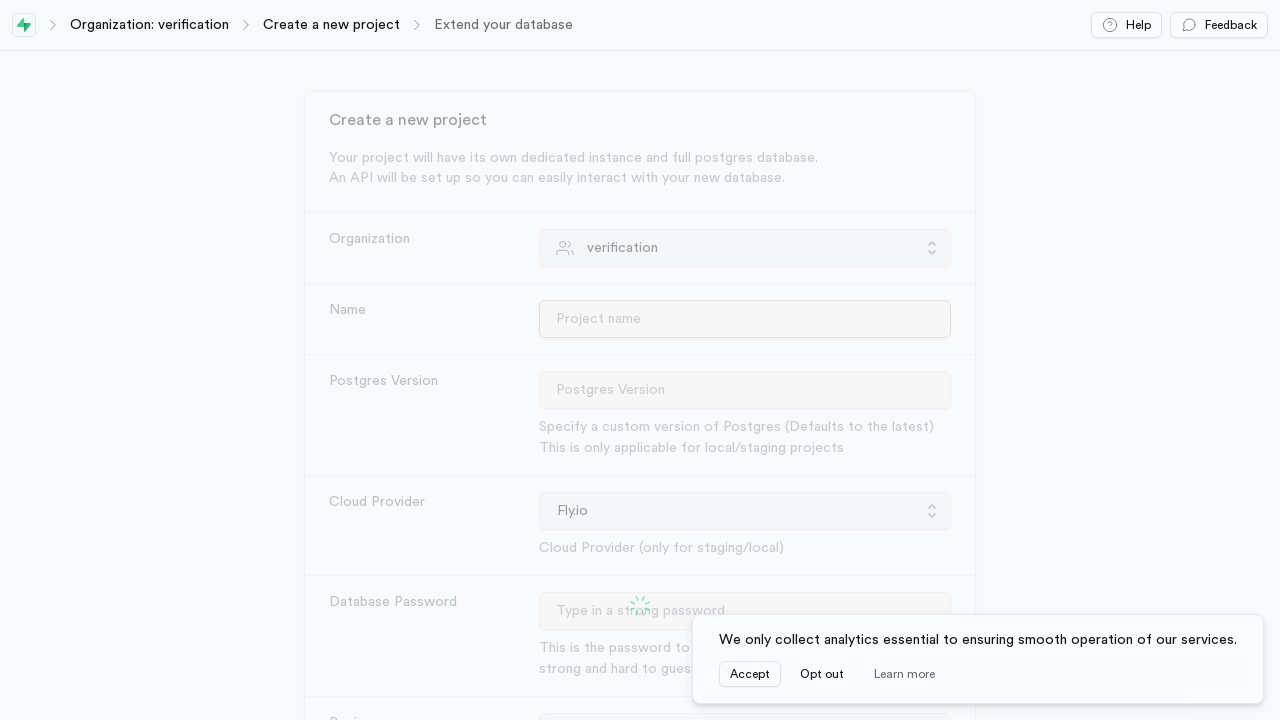 Organization: verification
Create a new project
Extend your database
Help
Feedback
Create a new project
Your project will have its own dedicated instance and full postgres database.
An API will be set up so you can easily interact with your new database.
Organization
verification
Name
Project name
Postgres Version
Postgres Version
Specify a custom version of Postgres (Defaults to the latest)
This is only applicable for local/staging projects
Cloud Provider
Fly.io
Cloud Provider (only for staging/local)
Database Password
Type in a strong password
This is the password to
strong and hard to gues
We only collect analytics essential to ensuring smooth operation of our services.
Accept
Opt out
Learn more